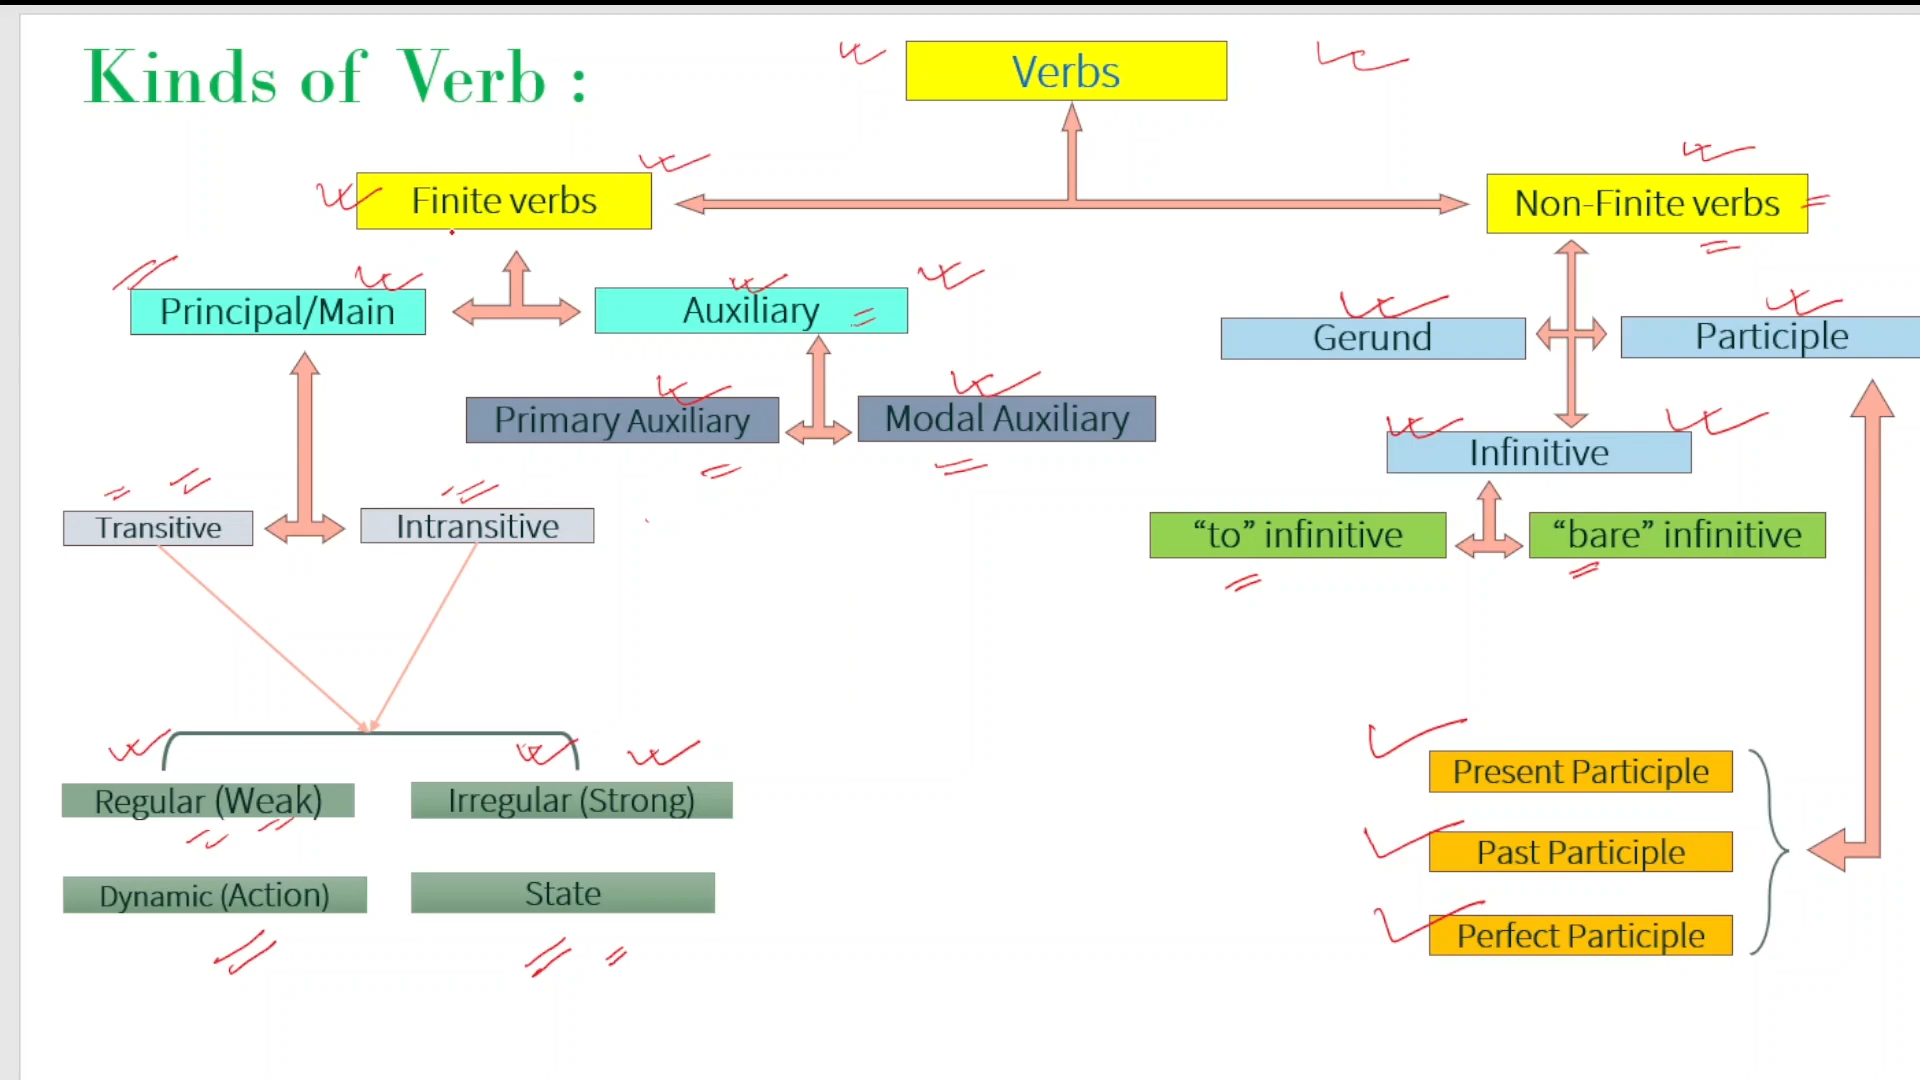 Kinds of Verb :
Verbs
Finite verbs
Non-Finite verbs
Principal/Main
Auxiliary
Gerund
Participle
Primary Auxiliary
Modal Auxiliary
Infinitive
Transitive
Intransitive
“to” infinitive
“bare” infinitive
Present Participle
Regular (Weak)
Irregular (Strong)
Past Participle
Dynamic (Action)
State
Perfect Participle